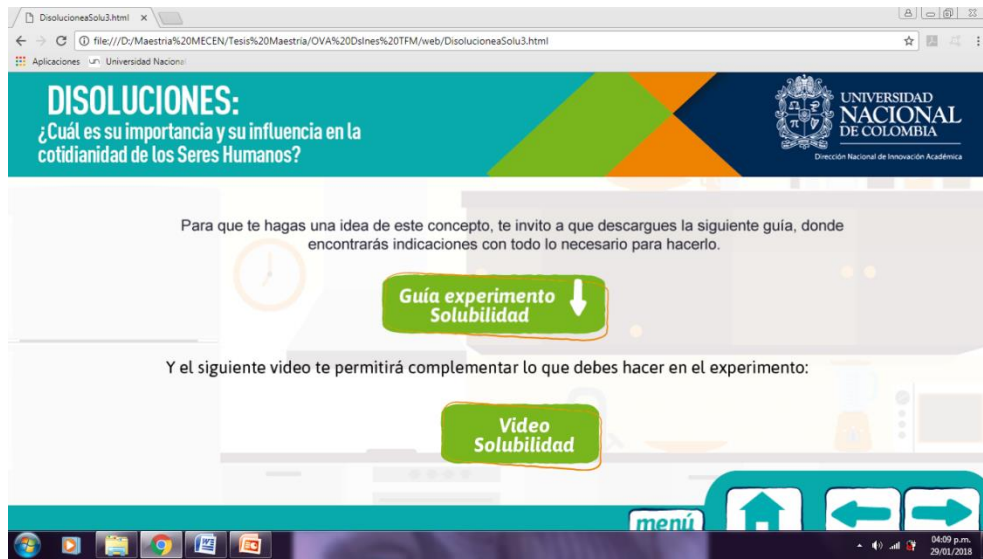 DisolucioneaSolu3.html
file:///D:/Maestria%20MECEN/Tesis%20Maestria/OVA%20DsInes%20TFM/web/DisolucioneaSolu3.html
Aplicaciones
Universidad Nacional
DISOLUCIONES:
¿Cuál es su importancia y su influencia en la
cotidianidad de los Seres Humanos?
UNIVERSIDAD
NACIONAL
DE COLOMBIA
Dirección Nacional de Innovación Académica
Para que te hagas una idea de este concepto, te invito a que descargues la siguiente guía, donde
encontrarás indicaciones con todo lo necesario para hacerlo.
Guía experimento
Solubilidad
Y el siguiente video te permitirá complementar lo que debes hacer en el experimento:
Video
Solubilidad
menú
04:09 p.m.
29/01/2018